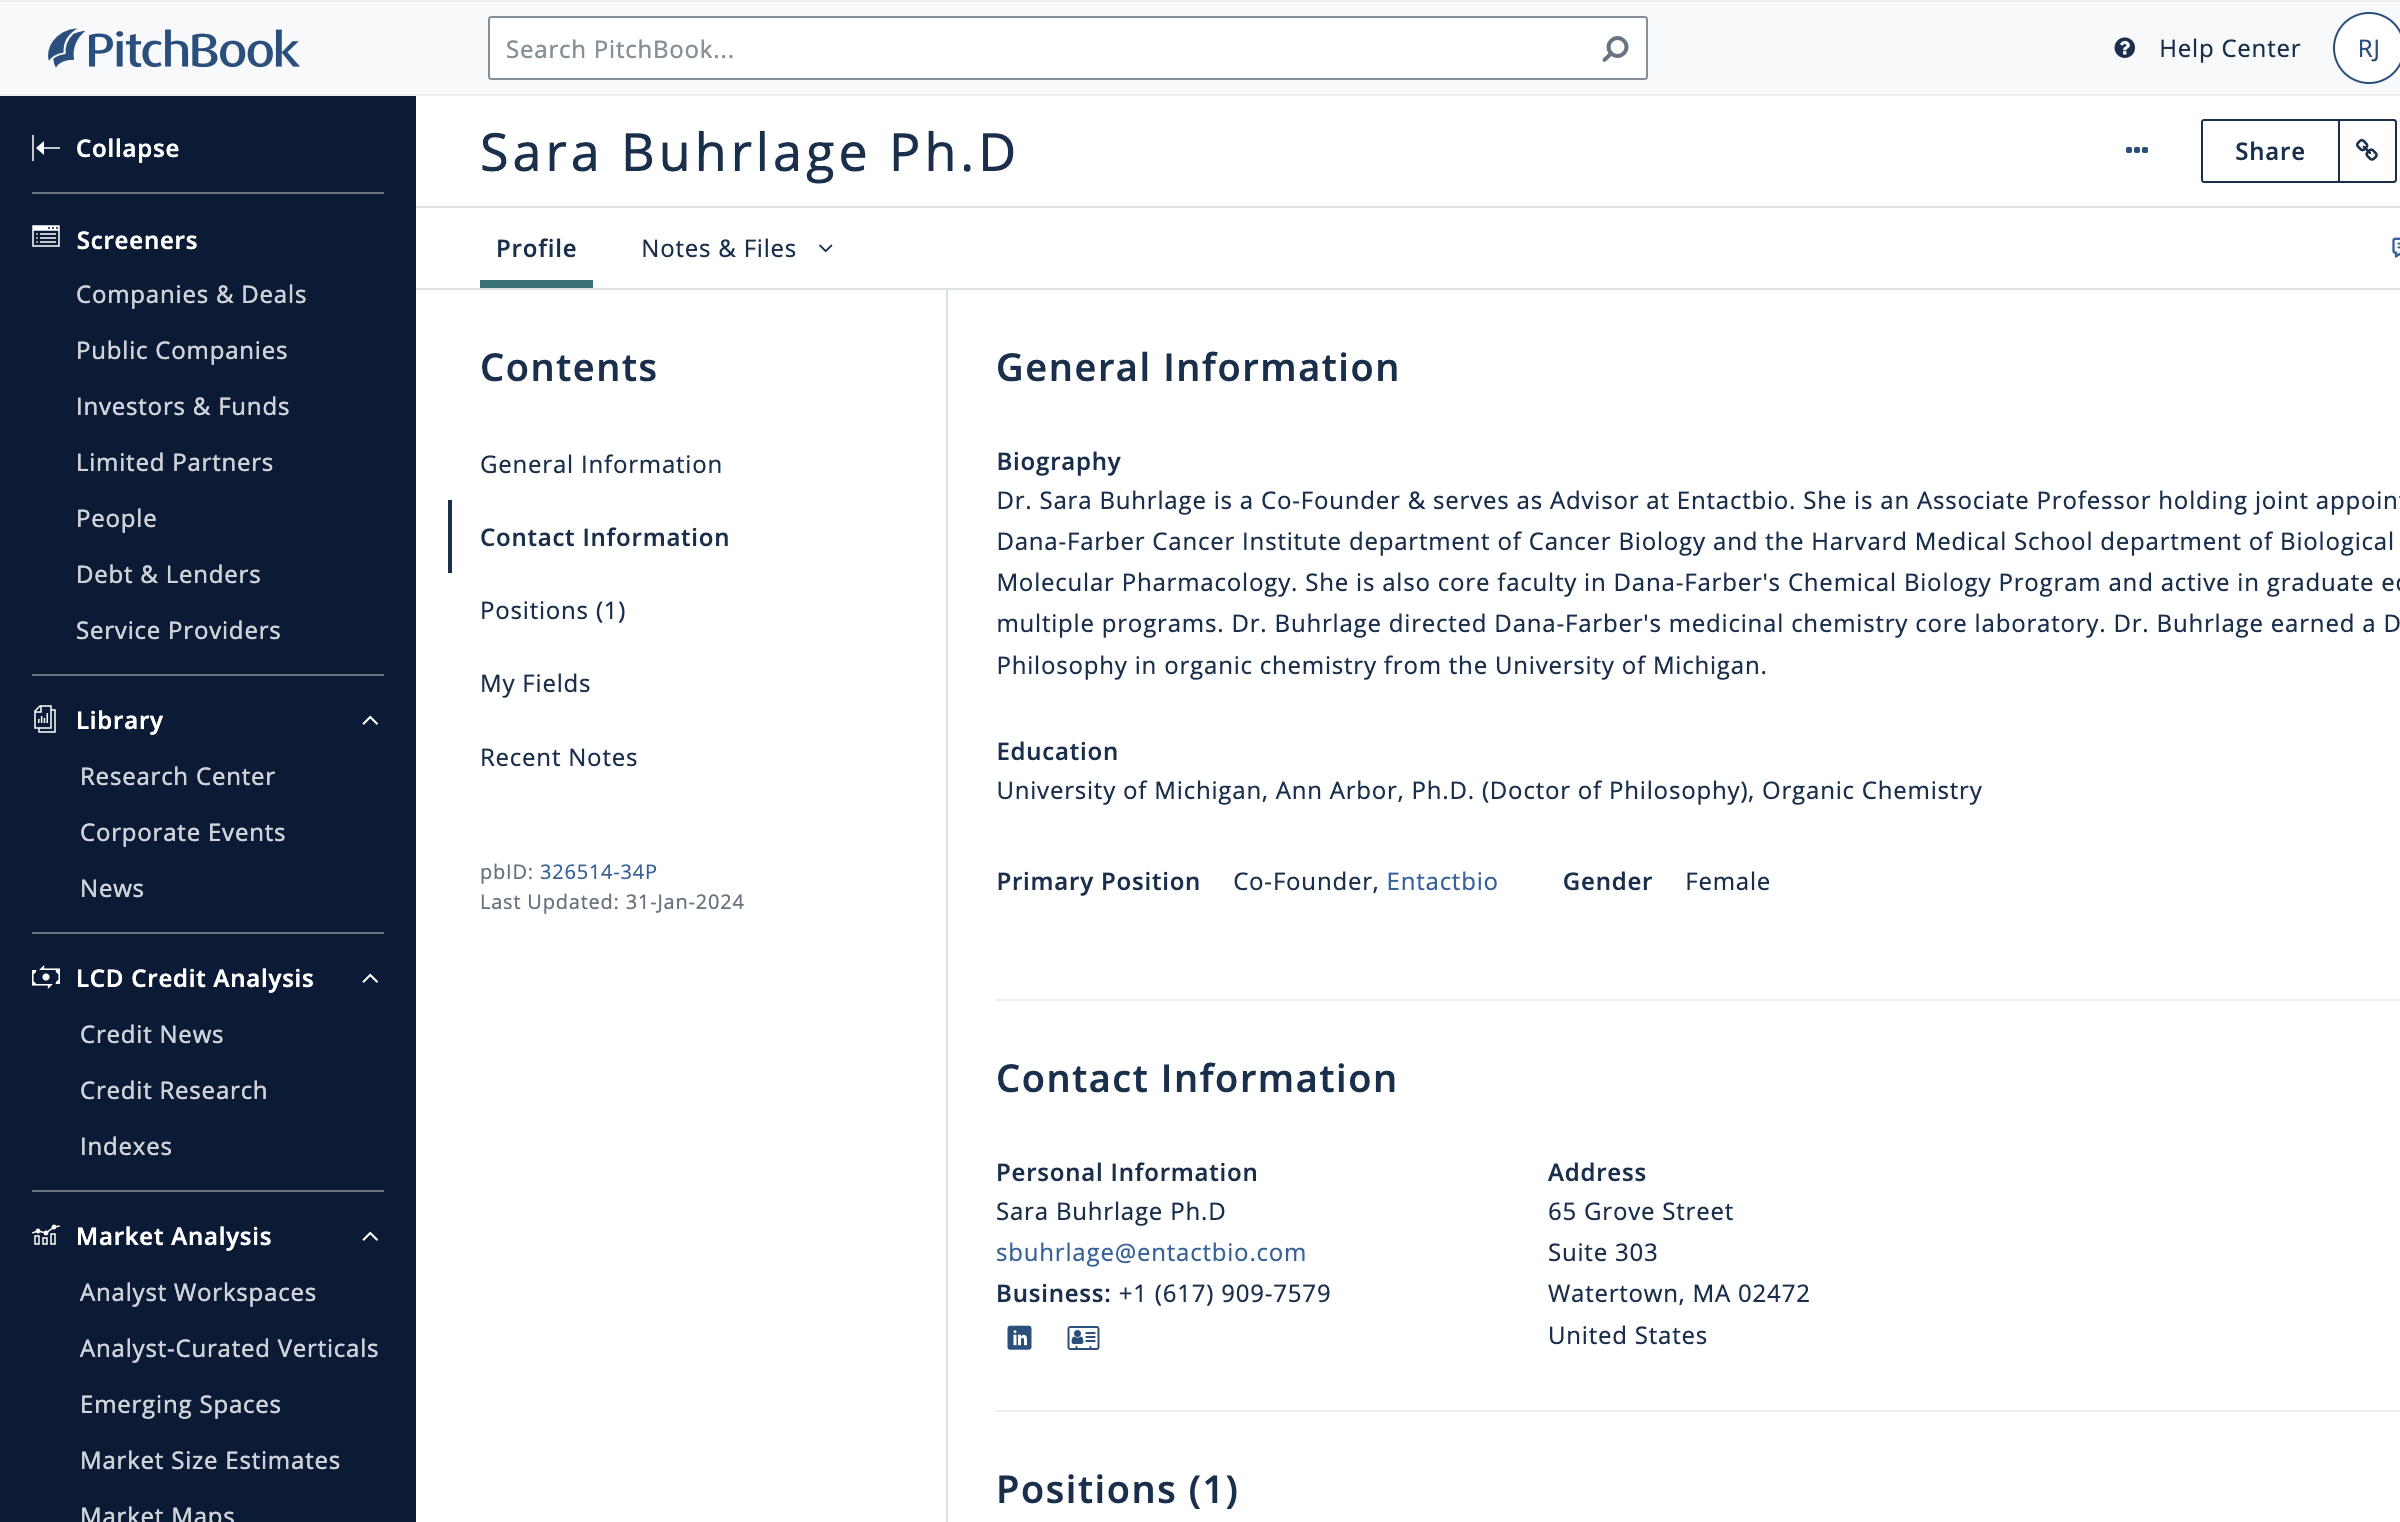 PitchBook
Search PitchBook...
Help Center
RJ
Collapse
Screeners
Companies & Deals
Public Companies
Investors & Funds
Limited Partners
People
Debt & Lenders
Service Providers
Library
Research Center
Corporate Events
News
LCD Credit Analysis
Credit News
Credit Research
Indexes
Market Analysis
Analyst Workspaces
Analyst-Curated Verticals
Emerging Spaces
Market Size Estimates
Market Maps
Sara Buhrlage Ph.D
Share
Profile
Notes & Files
Contents
General Information
Contact Information
Positions (1)
My Fields
Recent Notes
pbID: 326514-34P
Last Updated: 31-Jan-2024
General Information
Biography
Dr. Sara Buhrlage is a Co-Founder & serves as Advisor at Entactbio. She is an Associate Professor holding joint
Dana-Farber Cancer Institute department of Cancer Biology and the Harvard Medical School department of Biological
Molecular Pharmacology. She is also core faculty in Dana-Farber's Chemical Biology Program and active in graduate
multiple programs. Dr. Buhrlage directed Dana-Farber's medicinal chemistry core laboratory. Dr. Buhrlage earned a
Philosophy in organic chemistry from the University of Michigan.
Education
University of Michigan, Ann Arbor, Ph.D. (Doctor of Philosophy), Organic Chemistry
Primary Position Co-Founder, Entactbio Gender Female
Contact Information
Personal Information
Sara Buhrlage Ph.D
sbuhrlage@entactbio.com
Business: +1 (617) 909-7579
Address
65 Grove Street
Suite 303
Watertown, MA 02472
United States
Positions (1)